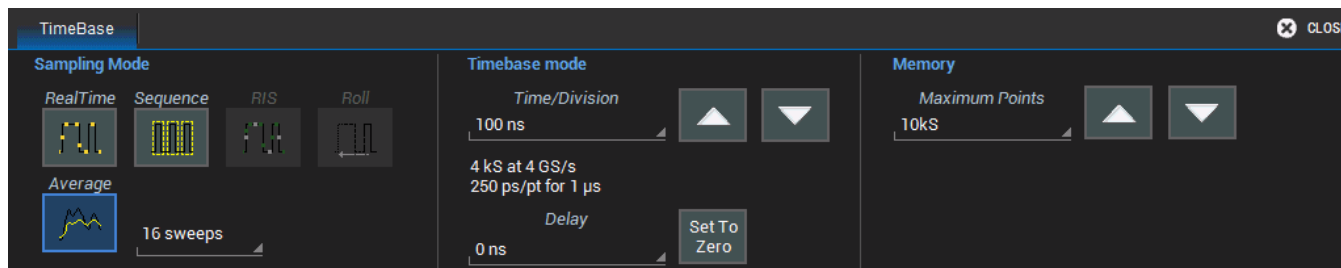 TimeBase
CLOS
Sampling Mode
RealTime Sequence RIS Roll
Average
16 sweeps
Timebase mode
Time/Division
100 ns
4 kS at 4 GS/s
250 ps/pt for 1 µs
Delay
0 ns
Set To
Zero
Memory
Maximum Points
10kS